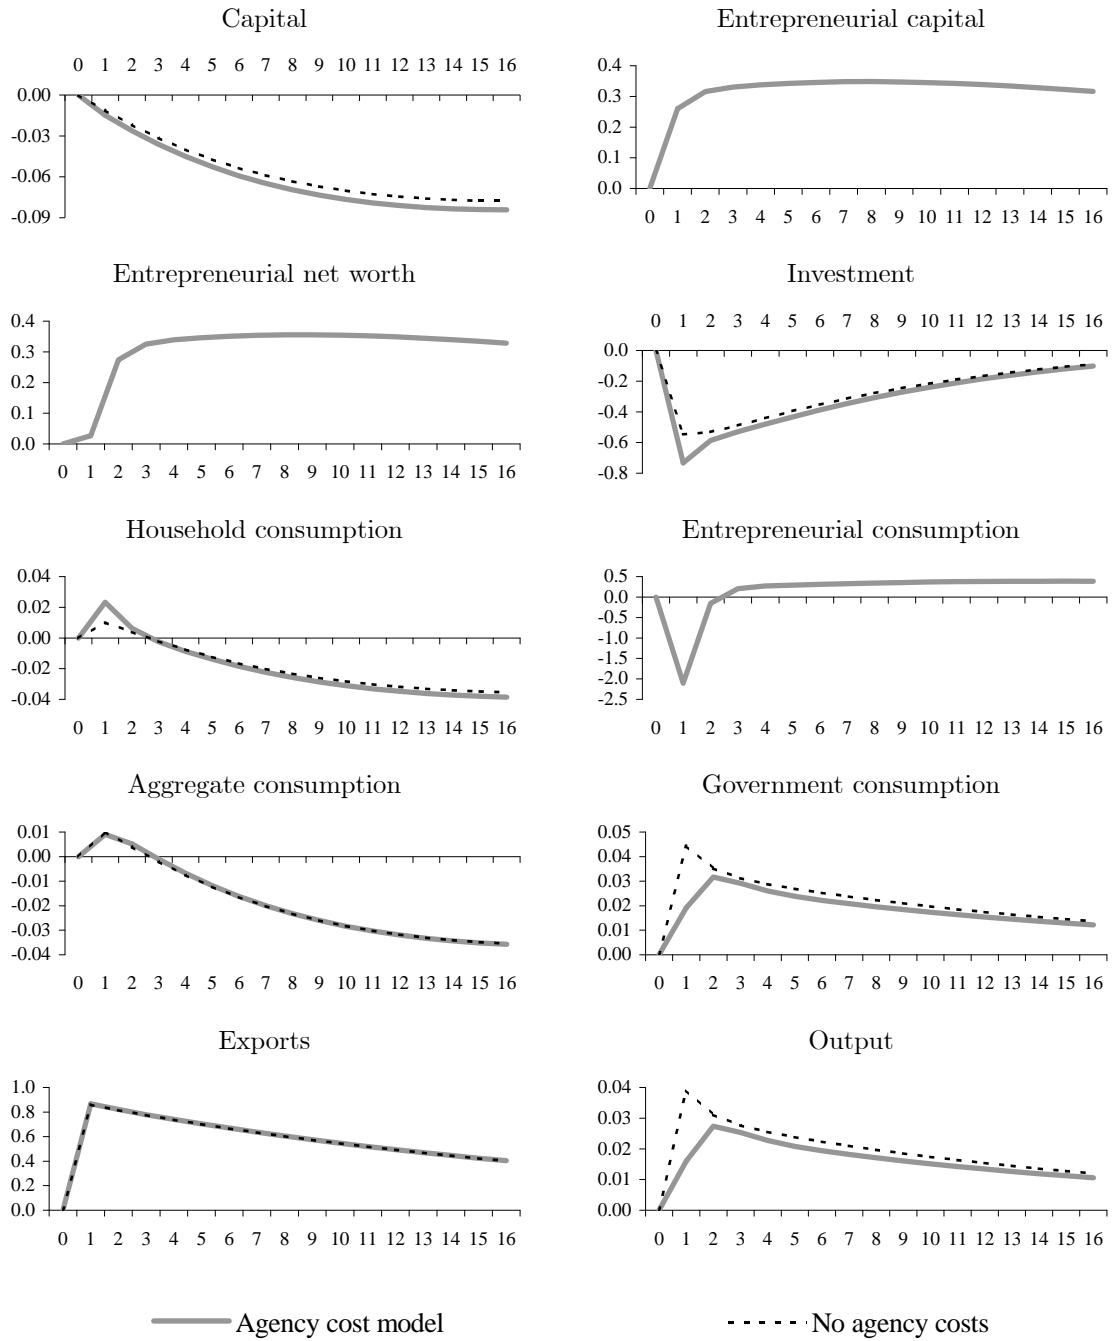 Capital
0 1 2 3 4 5 6 7 8 9 10 11 12 13 14 15 16
0.00
-0.03
-0.06
-0.09
Entrepreneurial capital
0.4
0.3
0.2
0.1
0.0
0 1 2 3 4 5 6 7 8 9 10 11 12 13 14 15 16
Entrepreneurial net worth
0.4
0.3
0.2
0.1
0.0
0 1 2 3 4 5 6 7 8 9 10 11 12 13 14 15 16
Investment
0 1 2 3 4 5 6 7 8 9 10 11 12 13 14 15 16
0.0
-0.2
-0.4
-0.6
-0.8
Household consumption
0.04
0.02
0.00
-0.02
-0.04
0 1 2 3 4 5 6 7 8 9 10 11 12 13 14 15 16
Entrepreneurial consumption
0.5
0.0
-0.5
-1.0
-1.5
-2.0
-2.5
0 1 2 3 4 5 6 7 8 9 10 11 12 13 14 15 16
Aggregate consumption
0.01
0.00
-0.01
-0.02
-0.03
-0.04
0 1 2 3 4 5 6 7 8 9 10 11 12 13 14 15 16
Government consumption
0.05
0.04
0.03
0.02
0.01
0.00
0 1 2 3 4 5 6 7 8 9 10 11 12 13 14 15 16
Exports
1.0
0.8
0.6
0.4
0.2
0.0
0 1 2 3 4 5 6 7 8 9 10 11 12 13 14 15 16
Output
0.04
0.03
0.02
0.01
0.00
0 1 2 3 4 5 6 7 8 9 10 11 12 13 14 15 16
Agency cost model
No agency costs